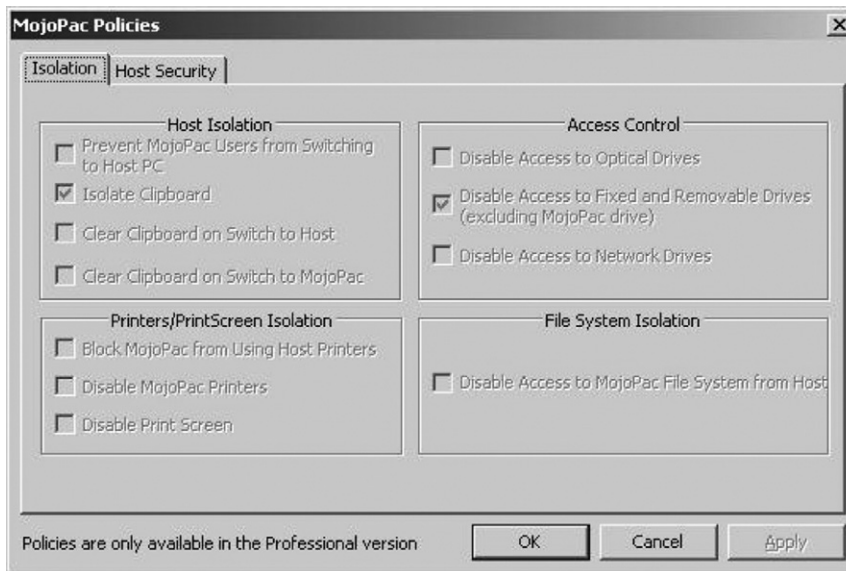 MojoPac Policies
Isolation
Host Security
Host Isolation
Prevent MojoPac Users from Switching
to Host PC
Isolate Clipboard
Clear Clipboard on Switch to Host
Clear Clipboard on Switch to MojoPac
Access Control
Disable Access to Optical Drives
Disable Access to Fixed and Removable Drives
(excluding MojoPac drive)
Disable Access to Network Drives
Printers/PrintScreen Isolation
Block MojoPac from Using Host Printers
Disable MojoPac Printers
Disable Print Screen
File System Isolation
Disable Access to MojoPac File System from Host
Policies are only available in the Professional version
OK
Cancel
Apply